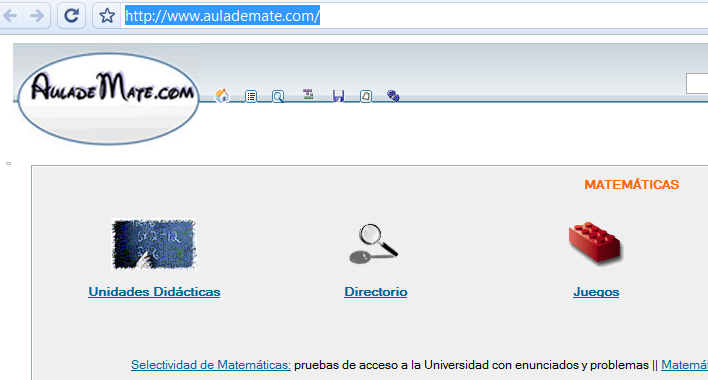 http://www.aulademate.com/
AULADEMATE.COM
MATEMÁTICAS
Unidades Didácticas
Directorio
Juegos
Selectividad de Matemáticas: pruebas de acceso a la Universidad con enunciados y problemas || Matemát